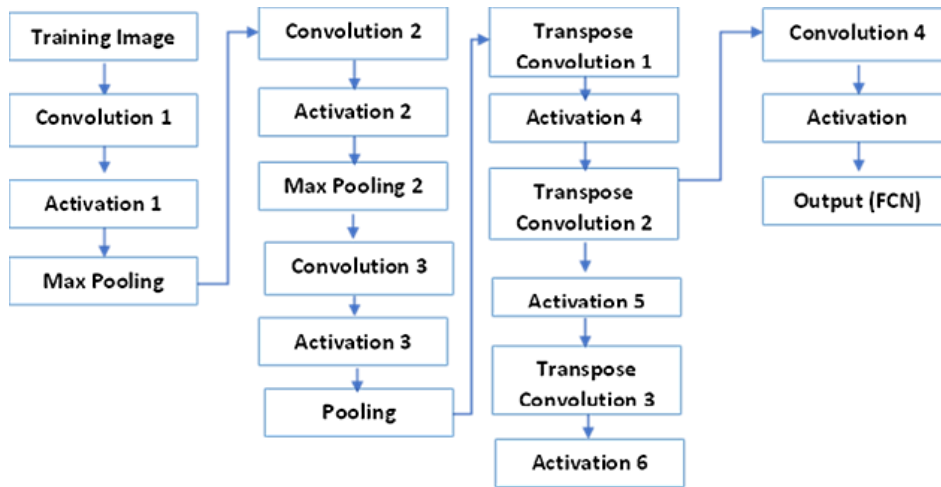 Training Image
Convolution 1
Activation 1
Max Pooling
Convolution 2
Activation 2
Max Pooling 2
Convolution 3
Activation 3
Pooling
Transpose
Convolution 1
Activation 4
Transpose
Convolution 2
Activation 5
Transpose
Convolution 3
Activation 6
Convolution 4
Activation
Output (FCN)